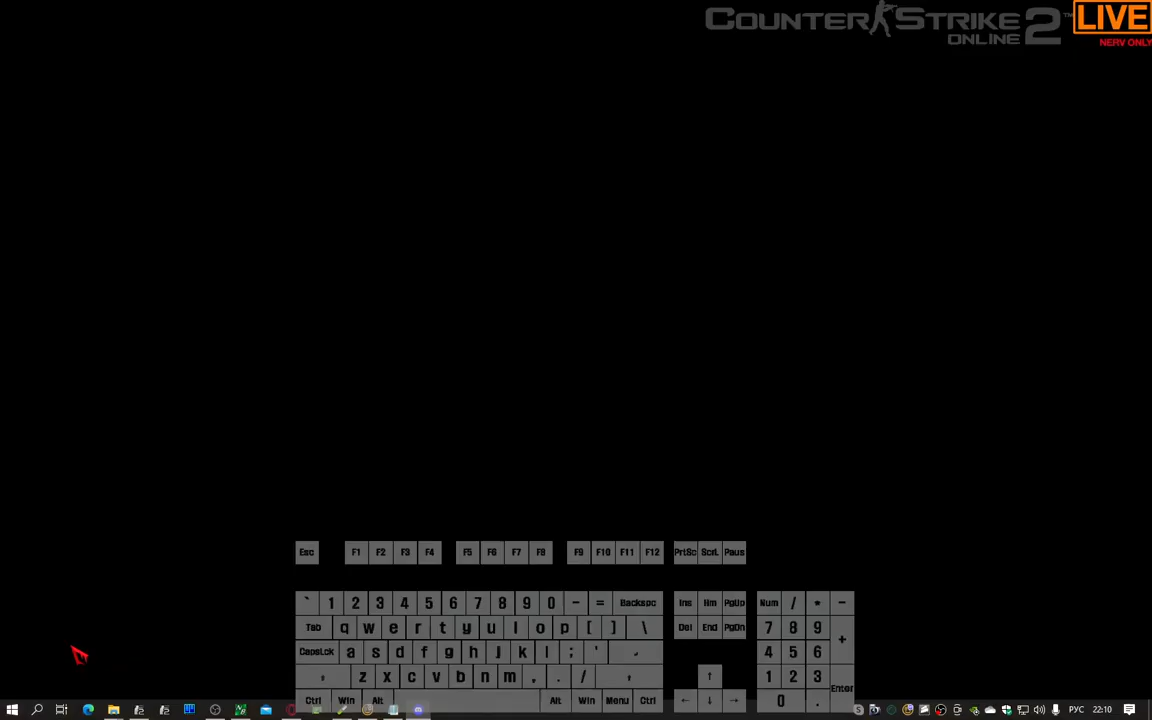 COUNTER STRIKE 2
ONLINE
LIVE
NERV ONLY
Esc F1 F2 F3 F4 F5 F6 F7 F8 F9 F10 F11 F12 PrtSc ScrL Paus
` 1 2 3 4 5 6 7 8 9 0 - = Backspc Ins Hm PgUp Num / * -
Tab q w e r t y u i o p [ ] \ Del End PgDn 7 8 9 +
CapsLck a s d f g h j k l ; ' 4 5 6
z x c v b n m , . / ↑ 1 2 3 Enter
Ctrl Win Alt Alt Win Menu Ctrl ← ↓ → 0 .
РУС 22:10